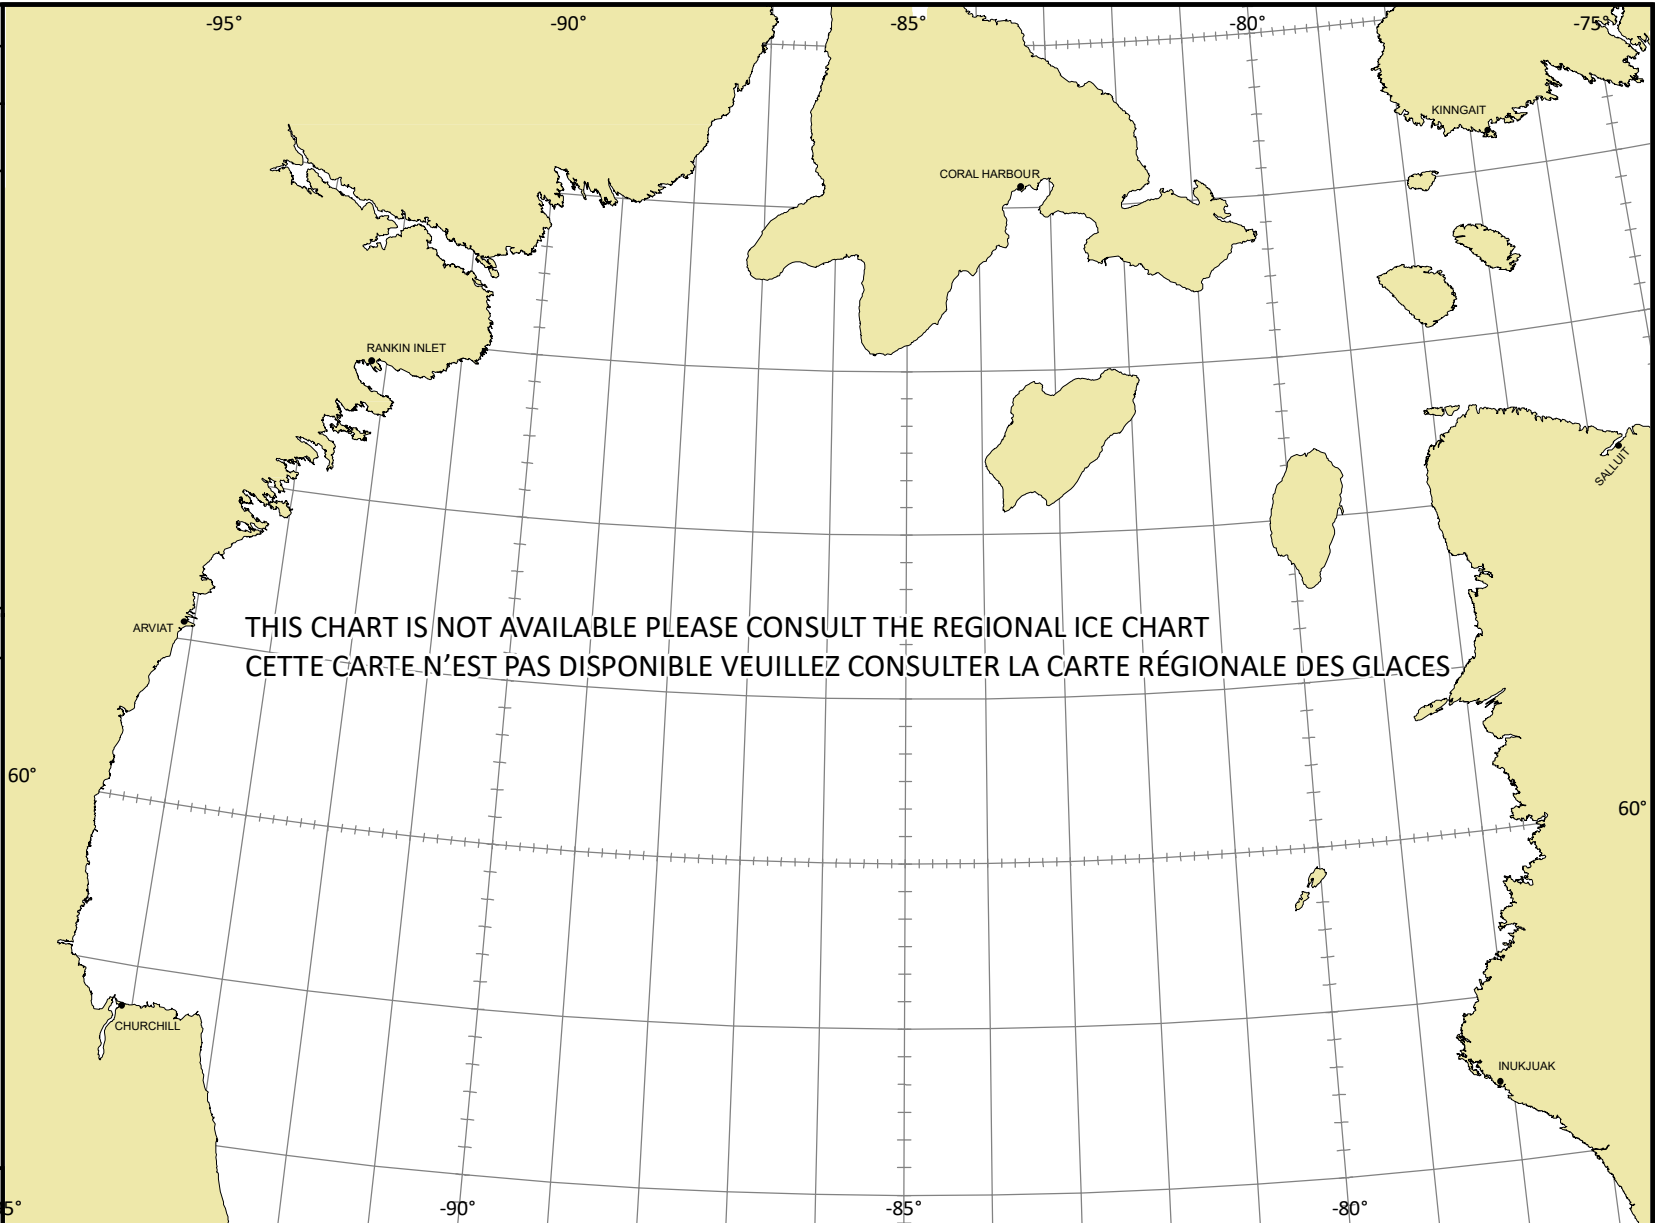 -95° -90° -85° -80° -75°
KINNGAIT
CORAL HARBOUR
RANKIN INLET
SALLUIT
ARVIAT
THIS CHART IS NOT AVAILABLE PLEASE CONSULT THE REGIONAL ICE CHART
CETTE CARTE N'EST PAS DISPONIBLE VEUILLEZ CONSULTER LA CARTE RÉGIONALE DES GLACES
60°
60°
CHURCHILL
INUKJUAK
5° -90° -85° -80°